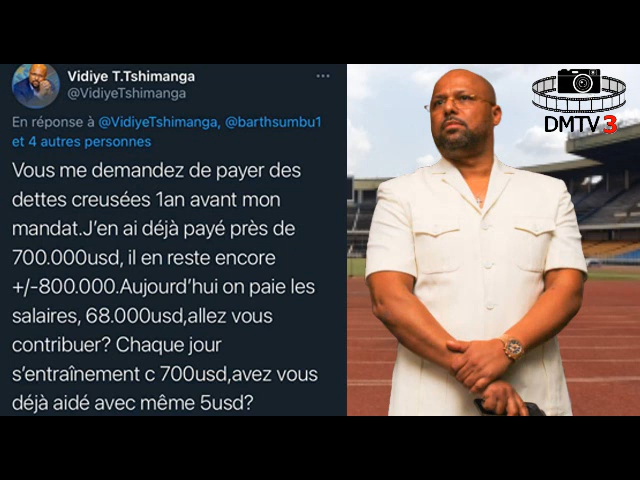 Vidiye T.Tshimanga
@VidiyeTshimanga
En réponse à @VidiyeTshimanga, @barthsumbu1
et 4 autres personnes
Vous me demandez de payer des
dettes creusées 1an avant mon
mandat.J'en ai déjà payé près de
700.000usd, il en reste encore
+/-800.000.Aujourd'hui on paie les
salaires, 68.000usd,allez vous
contribuer? Chaque jour
s'entraînement c 700usd,avez vous
déjà aidé avec même 5usd?
DMTV 3